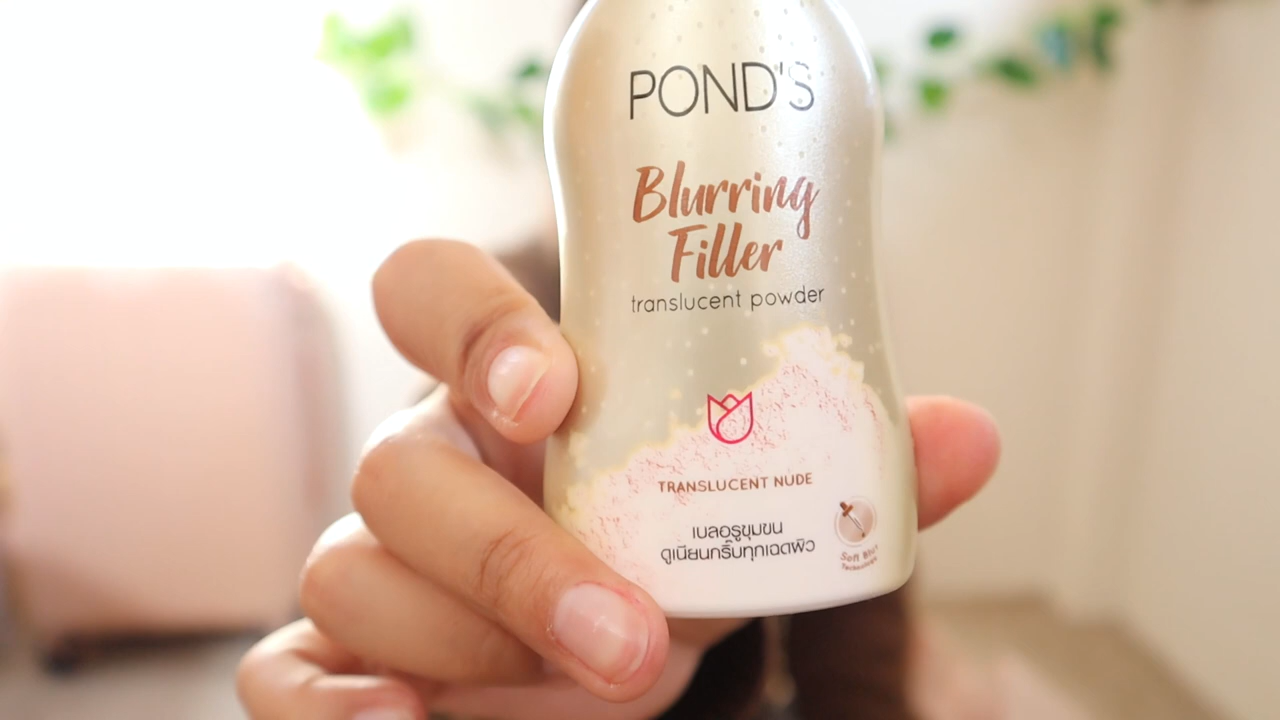 POND'S
Blurring
Filler
translucent powder
TRANSLUCENT NUDE
เบลอรูขุมขน
ดูเนียนกริ๊บทุกเฉดผิว
Soft Blur
Technology